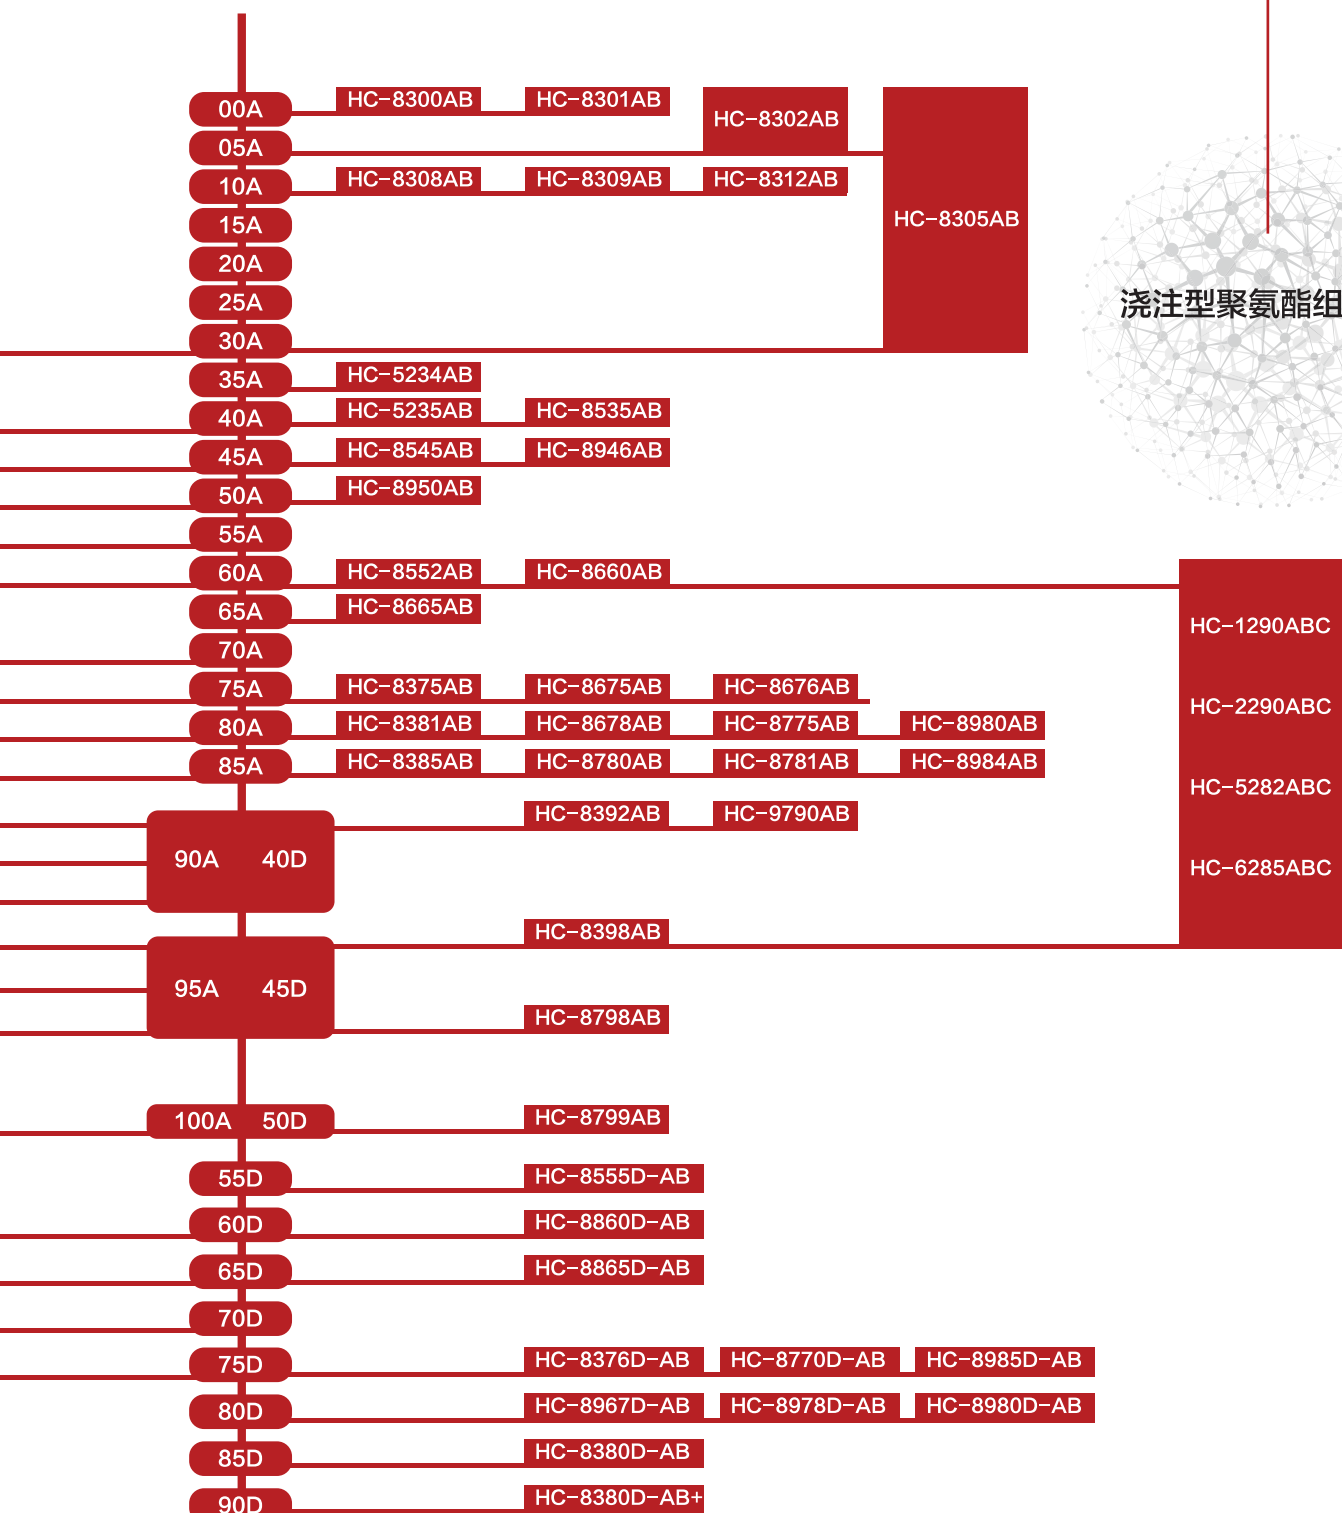 00A HC-8300AB HC-8301AB
HC-8302AB
05A
10A HC-8308AB HC-8309AB HC-8312AB
HC-8305AB
15A
20A
25A
浇注型聚氨酯组
30A
35A HC-5234AB
40A HC-5235AB HC-8535AB
45A HC-8545AB HC-8946AB
50A HC-8950AB
55A
60A HC-8552AB HC-8660AB
65A HC-8665AB
HC-1290ABC
70A
75A HC-8375AB HC-8675AB HC-8676AB
HC-2290ABC
80A HC-8381AB HC-8678AB HC-8775AB HC-8980AB
85A HC-8385AB HC-8780AB HC-8781AB HC-8984AB
HC-5282ABC
HC-8392AB HC-9790AB
90A 40D
HC-6285ABC
HC-8398AB
95A 45D
HC-8798AB
100A 50D HC-8799AB
55D HC-8555D-AB
60D HC-8860D-AB
65D HC-8865D-AB
70D
75D HC-8376D-AB HC-8770D-AB HC-8985D-AB
80D HC-8967D-AB HC-8978D-AB HC-8980D-AB
85D HC-8380D-AB
90D HC-8380D-AB+